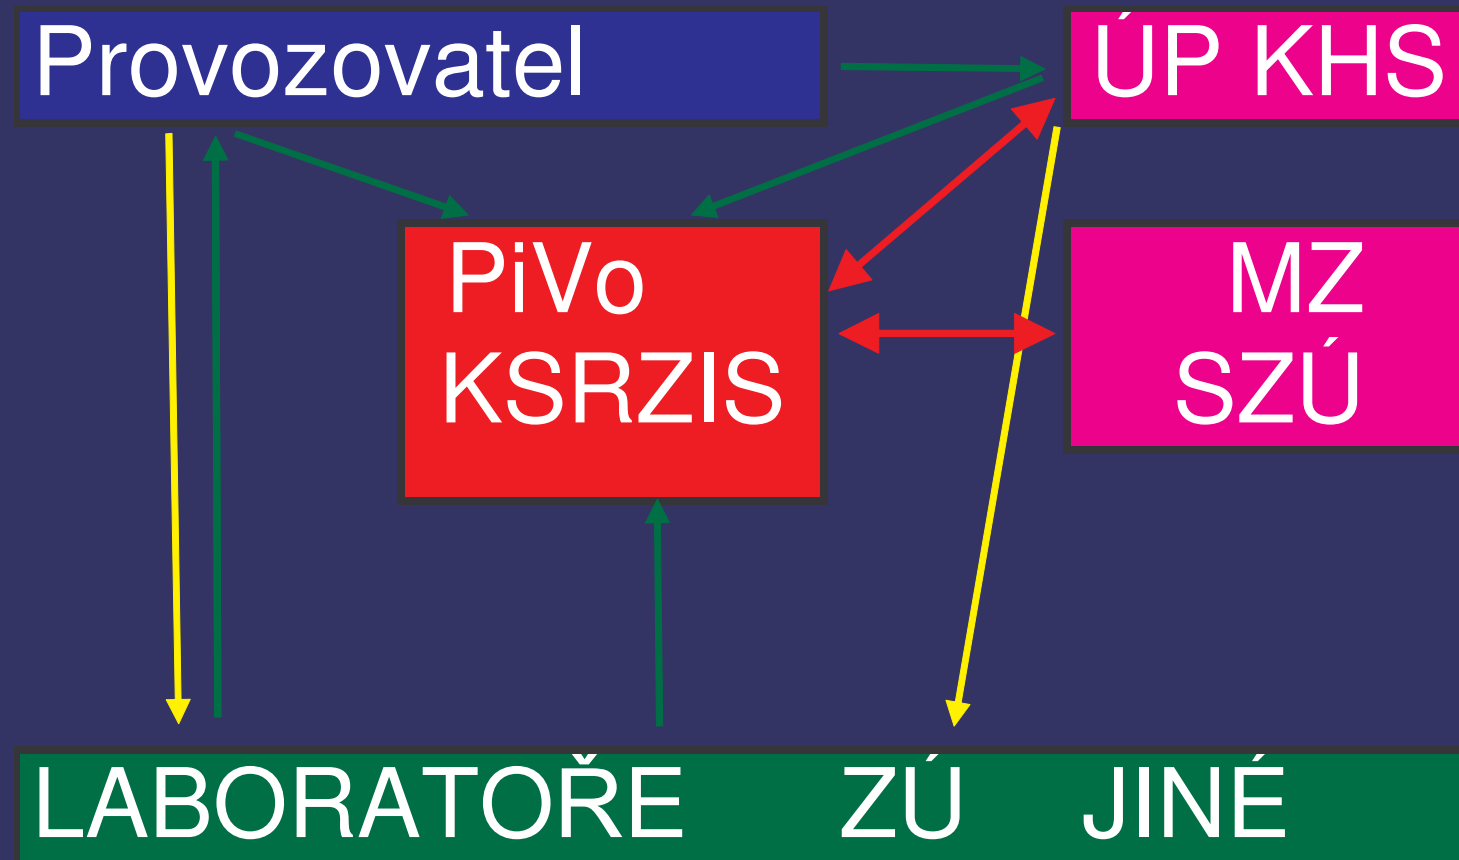 Provozovatel
ÚP KHS
PiVo
KSRZIS
MZ
SZÚ
LABORATOŘE ZÚ JINÉ